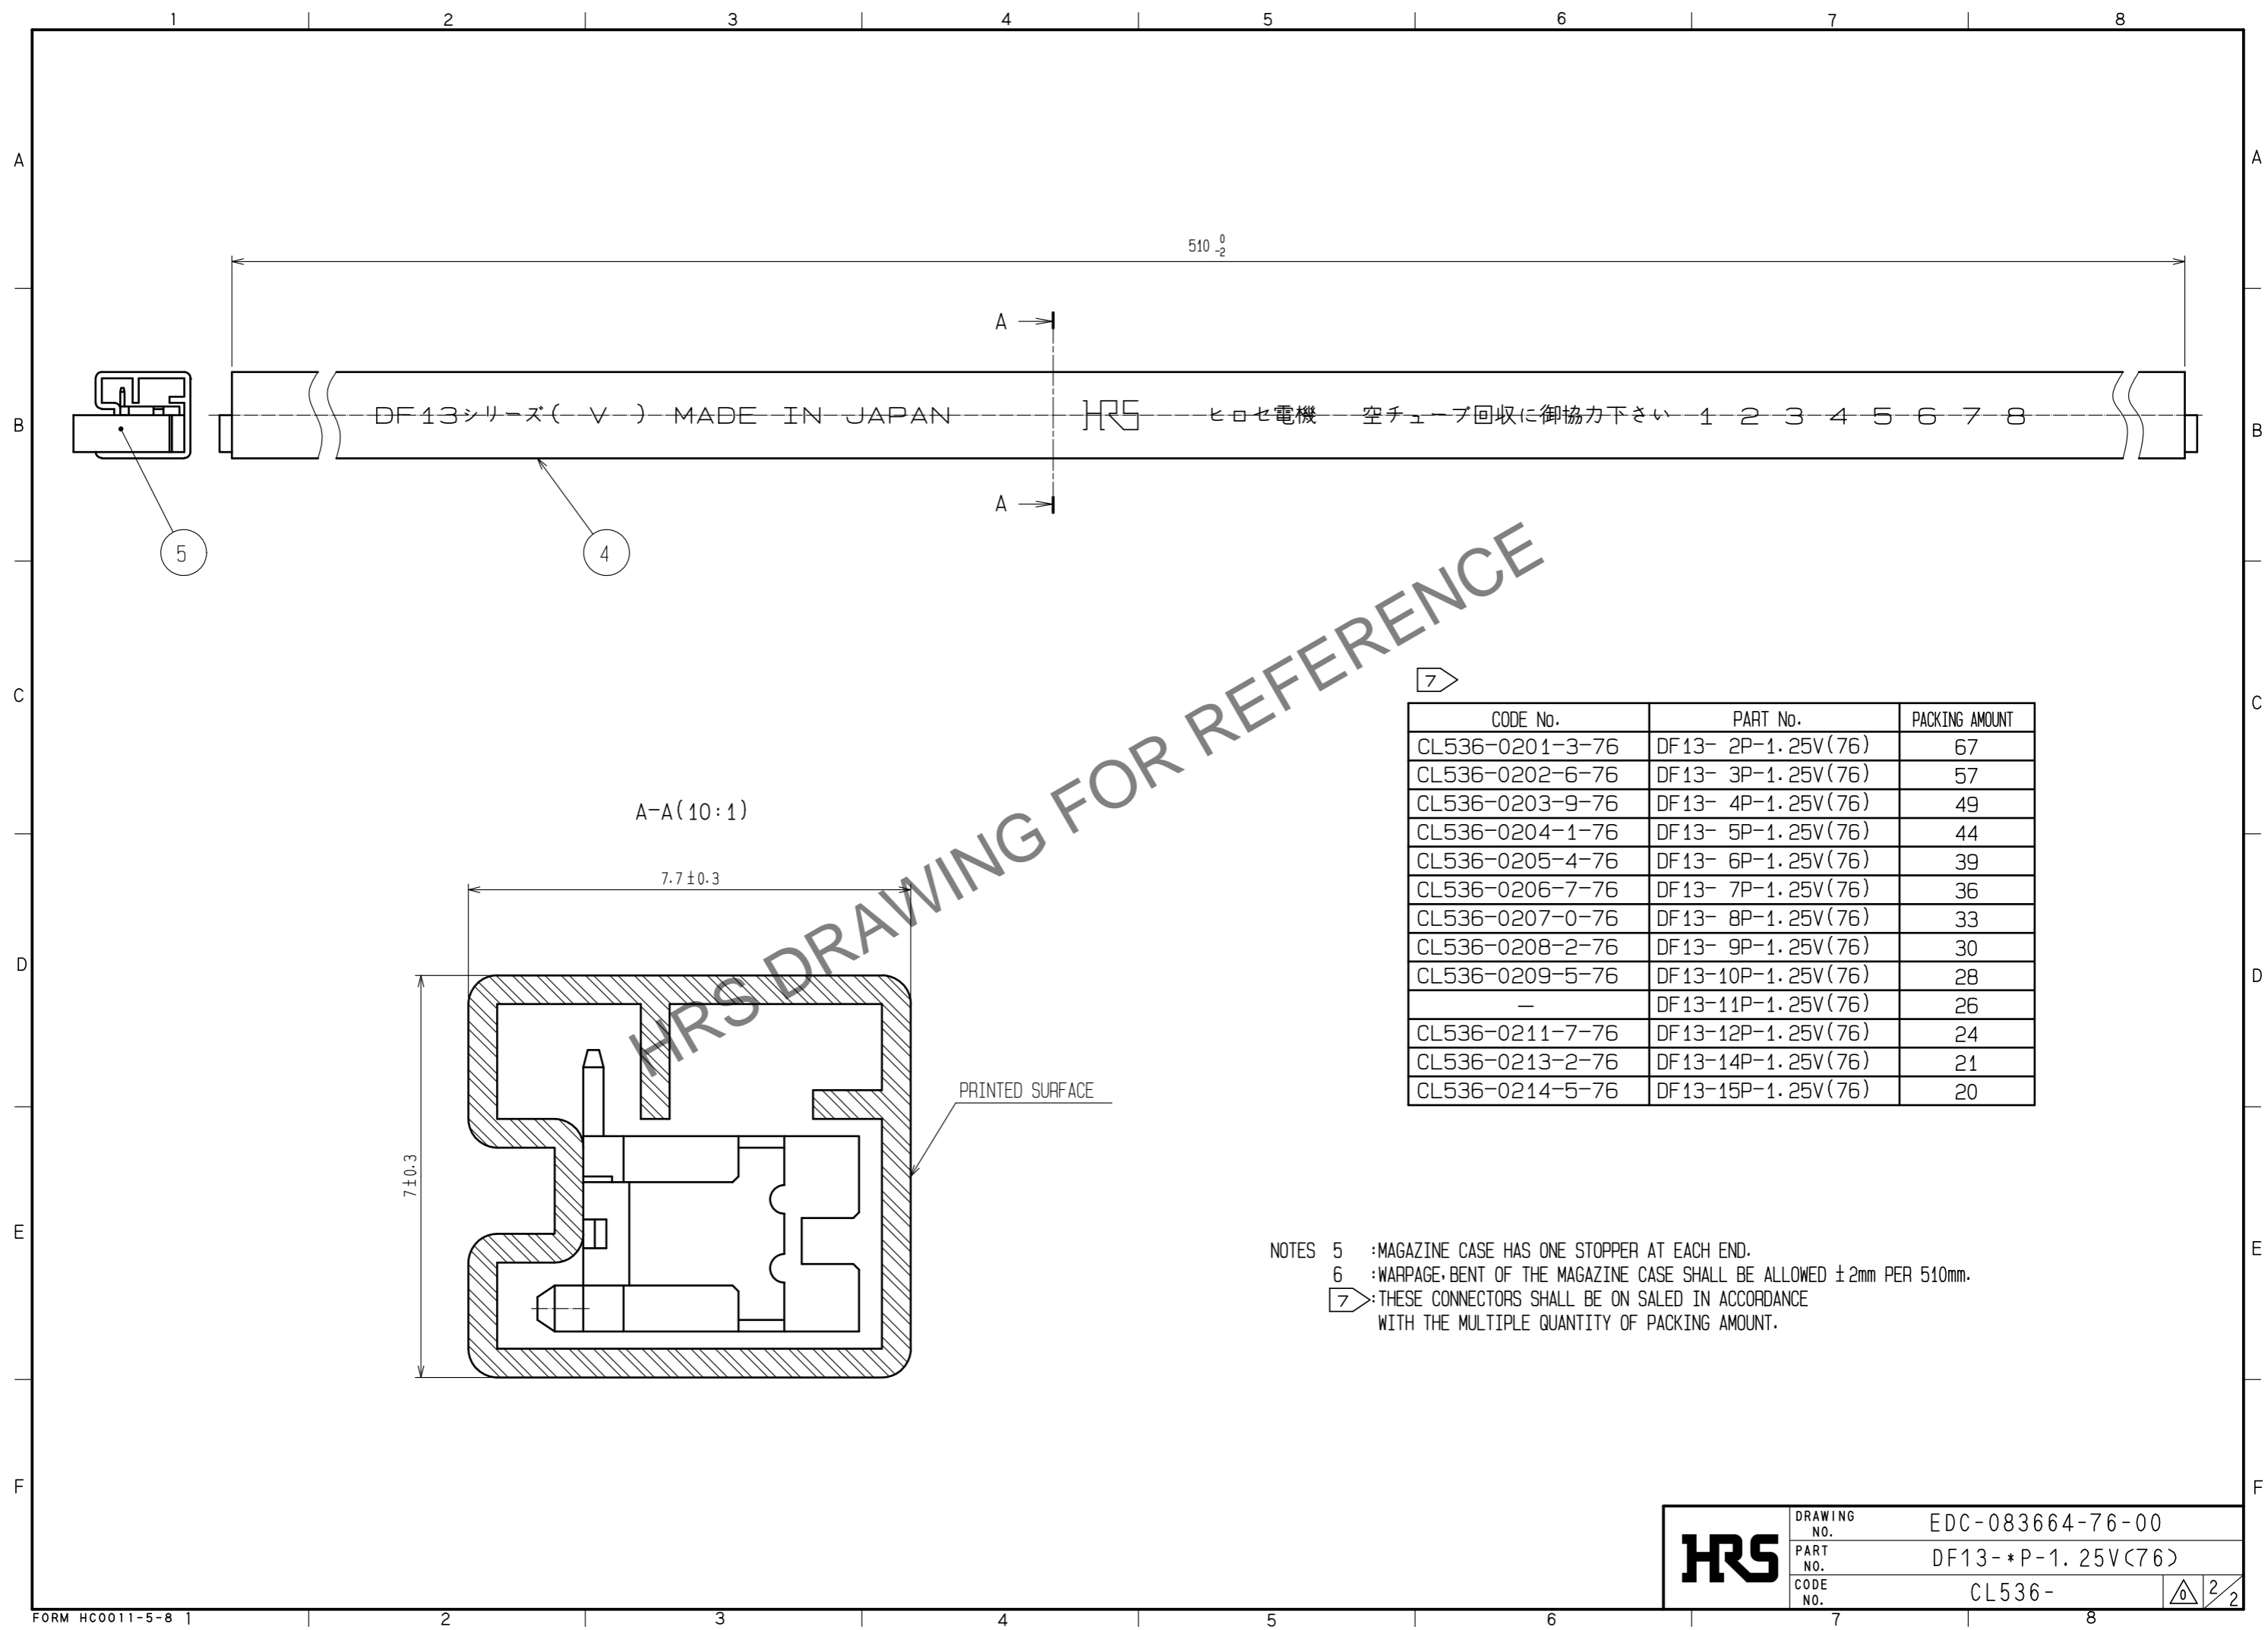 1 2 3 4 5 6 7 8
A A
510 0 -2
A
DF13シリーズ( V ) MADE IN JAPAN HRS ヒロセ電機 空チューブ回収に御協力下さい 1 2 3 4 5 6 7 8
B B
A
5 4
HRS DRAWING FOR REFERENCE
7
C C
CODE No. PART No. PACKING AMOUNT
CL536-0201-3-76 DF13- 2P-1.25V(76) 67
CL536-0202-6-76 DF13- 3P-1.25V(76) 57
CL536-0203-9-76 DF13- 4P-1.25V(76) 49
CL536-0204-1-76 DF13- 5P-1.25V(76) 44
CL536-0205-4-76 DF13- 6P-1.25V(76) 39
CL536-0206-7-76 DF13- 7P-1.25V(76) 36
CL536-0207-0-76 DF13- 8P-1.25V(76) 33
CL536-0208-2-76 DF13- 9P-1.25V(76) 30
CL536-0209-5-76 DF13-10P-1.25V(76) 28
— DF13-11P-1.25V(76) 26
CL536-0211-7-76 DF13-12P-1.25V(76) 24
CL536-0213-2-76 DF13-14P-1.25V(76) 21
CL536-0214-5-76 DF13-15P-1.25V(76) 20
A-A(10:1)
7.7±0.3
D D
PRINTED SURFACE
7±0.3
E E
NOTES 5 :MAGAZINE CASE HAS ONE STOPPER AT EACH END.
6 :WARPAGE,BENT OF THE MAGAZINE CASE SHALL BE ALLOWED ±2mm PER 510mm.
7 :THESE CONNECTORS SHALL BE ON SALED IN ACCORDANCE
WITH THE MULTIPLE QUANTITY OF PACKING AMOUNT.
F F
HRS
DRAWING NO. EDC-083664-76-00
PART NO. DF13-*P-1.25V(76)
CODE NO. CL536- 0 2/2
FORM HC0011-5-8 1 2 3 4 5 6 7 8